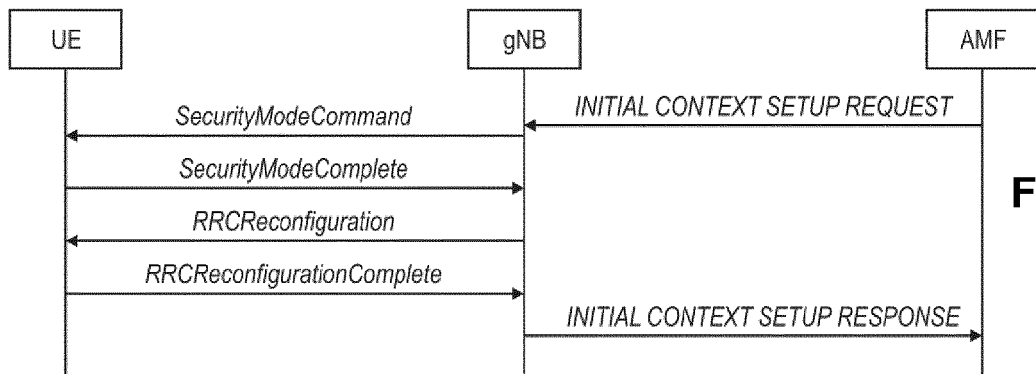 UE
gNB
AMF
INITIAL CONTEXT SETUP REQUEST
SecurityModeCommand
SecurityModeComplete
RRCReconfiguration
RRCReconfigurationComplete
INITIAL CONTEXT SETUP RESPONSE
F